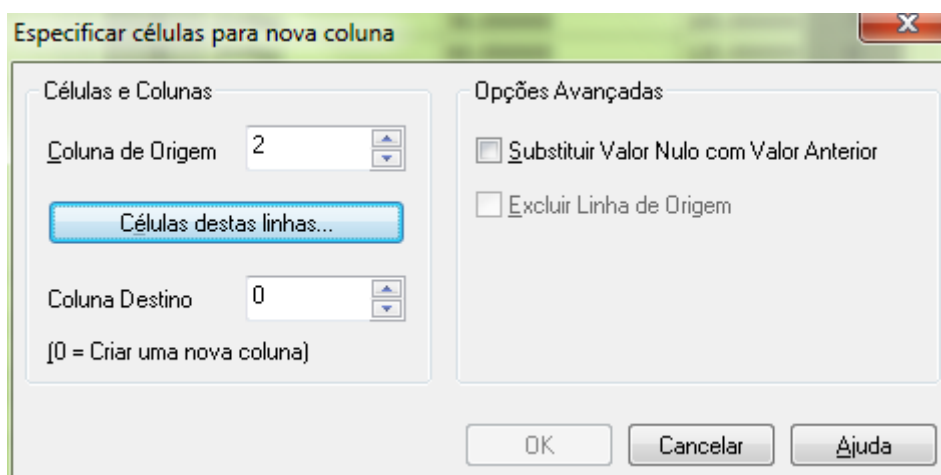 Especificar células para nova coluna
Células e Colunas
Coluna de Origem 2
Células destas linhas...
Coluna Destino 0
(0 = Criar uma nova coluna)
Opções Avançadas
Substituir Valor Nulo com Valor Anterior
Excluir Linha de Origem
OK Cancelar Ajuda